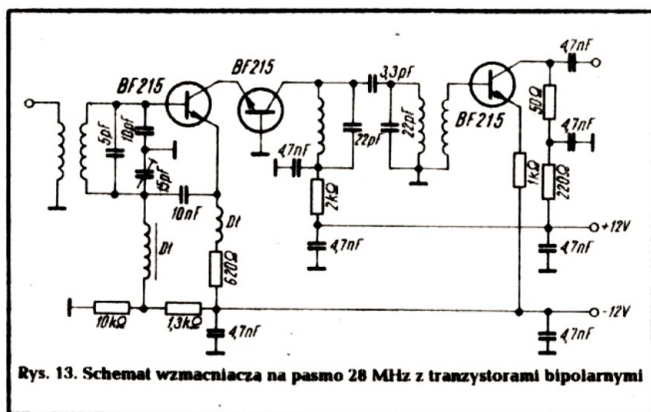 4,7nF
3,3pF
BF215
BF215
BF215
5pF
10pF
15pF
22pF
22pF
50Ω
4,7nF
4,7nF
2kΩ
1kΩ
220Ω
10nF
Dł
Dł
620Ω
4,7nF
+12V
4,7nF
10kΩ
1,3kΩ
-12V
4,7nF
4,7nF
Rys. 13. Schemat wzmacniacza na pasmo 28 MHz z tranzystorami bipolarnymi